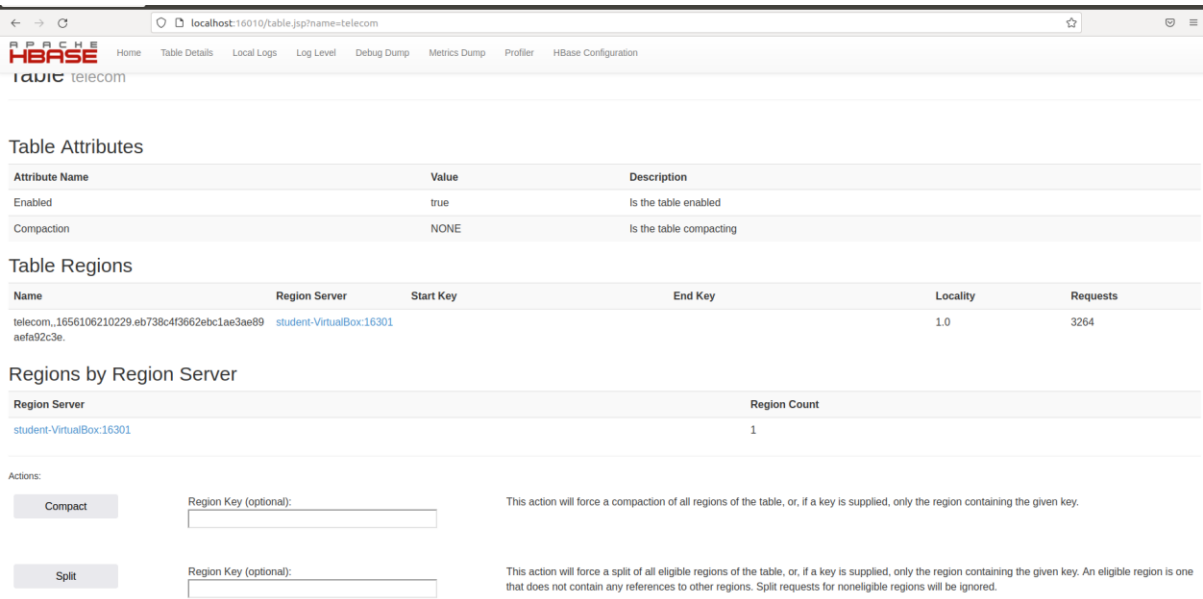 localhost:16010/table.jsp?name=telecom
APACHE
HBASE
Home Table Details Local Logs Log Level Debug Dump Metrics Dump Profiler HBase Configuration
Table telecom
Table Attributes
Attribute Name Value Description
Enabled true Is the table enabled
Compaction NONE Is the table compacting
Table Regions
Name Region Server Start Key End Key Locality Requests
telecom,,1656106210229.eb738c4f3662ebc1ae3ae89 student-VirtualBox:16301 1.0 3264
aefa92c3e.
Regions by Region Server
Region Server Region Count
student-VirtualBox:16301 1
Actions:
Compact Region Key (optional): This action will force a compaction of all regions of the table, or, if a key is supplied, only the region containing the given key.
Split Region Key (optional): This action will force a split of all eligible regions of the table, or, if a key is supplied, only the region containing the given key. An eligible region is one
that does not contain any references to other regions. Split requests for noneligible regions will be ignored.